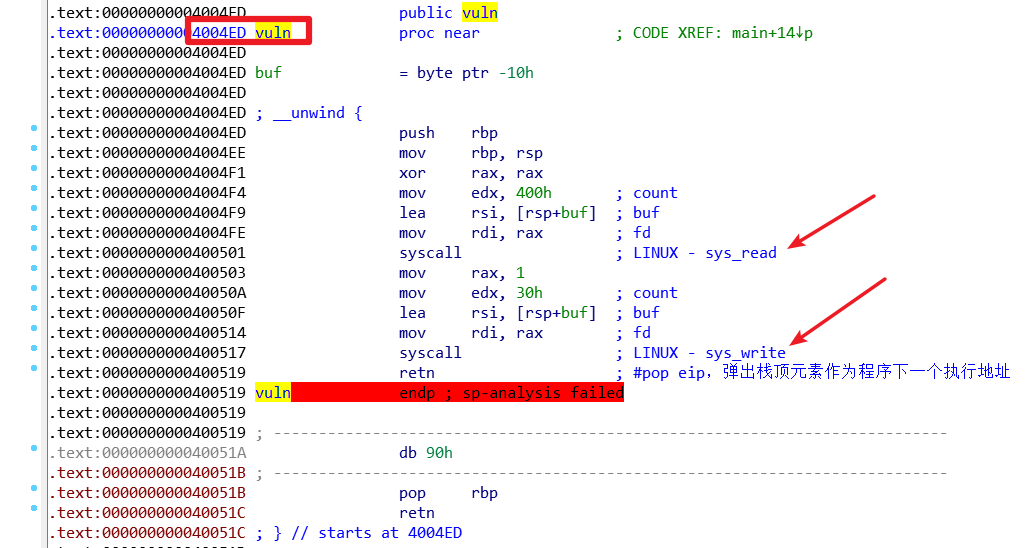 .text:00000000004004ED public vuln
.text:00000000004004ED vuln proc near ; CODE XREF: main+14↓p
.text:00000000004004ED
.text:00000000004004ED buf = byte ptr -10h
.text:00000000004004ED
.text:00000000004004ED ; __unwind {
.text:00000000004004ED push rbp
.text:00000000004004EE mov rbp, rsp
.text:00000000004004F1 xor rax, rax
.text:00000000004004F4 mov edx, 400h ; count
.text:00000000004004F9 lea rsi, [rsp+buf] ; buf
.text:00000000004004FE mov rdi, rax ; fd
.text:0000000000400501 syscall ; LINUX - sys_read
.text:0000000000400503 mov rax, 1
.text:000000000040050A mov edx, 30h ; count
.text:000000000040050F lea rsi, [rsp+buf] ; buf
.text:0000000000400514 mov rdi, rax ; fd
.text:0000000000400517 syscall ; LINUX - sys_write
.text:0000000000400519 retn ; #pop eip，弹出栈顶元素作为程序下一个执行地址
.text:0000000000400519 vuln endp ; sp-analysis failed
.text:0000000000400519
.text:0000000000400519 ; ---------------------------------------------------------------------------
.text:000000000040051A db 90h
.text:000000000040051B ; ---------------------------------------------------------------------------
.text:000000000040051B pop rbp
.text:000000000040051C retn
.text:000000000040051C ; } // starts at 4004ED